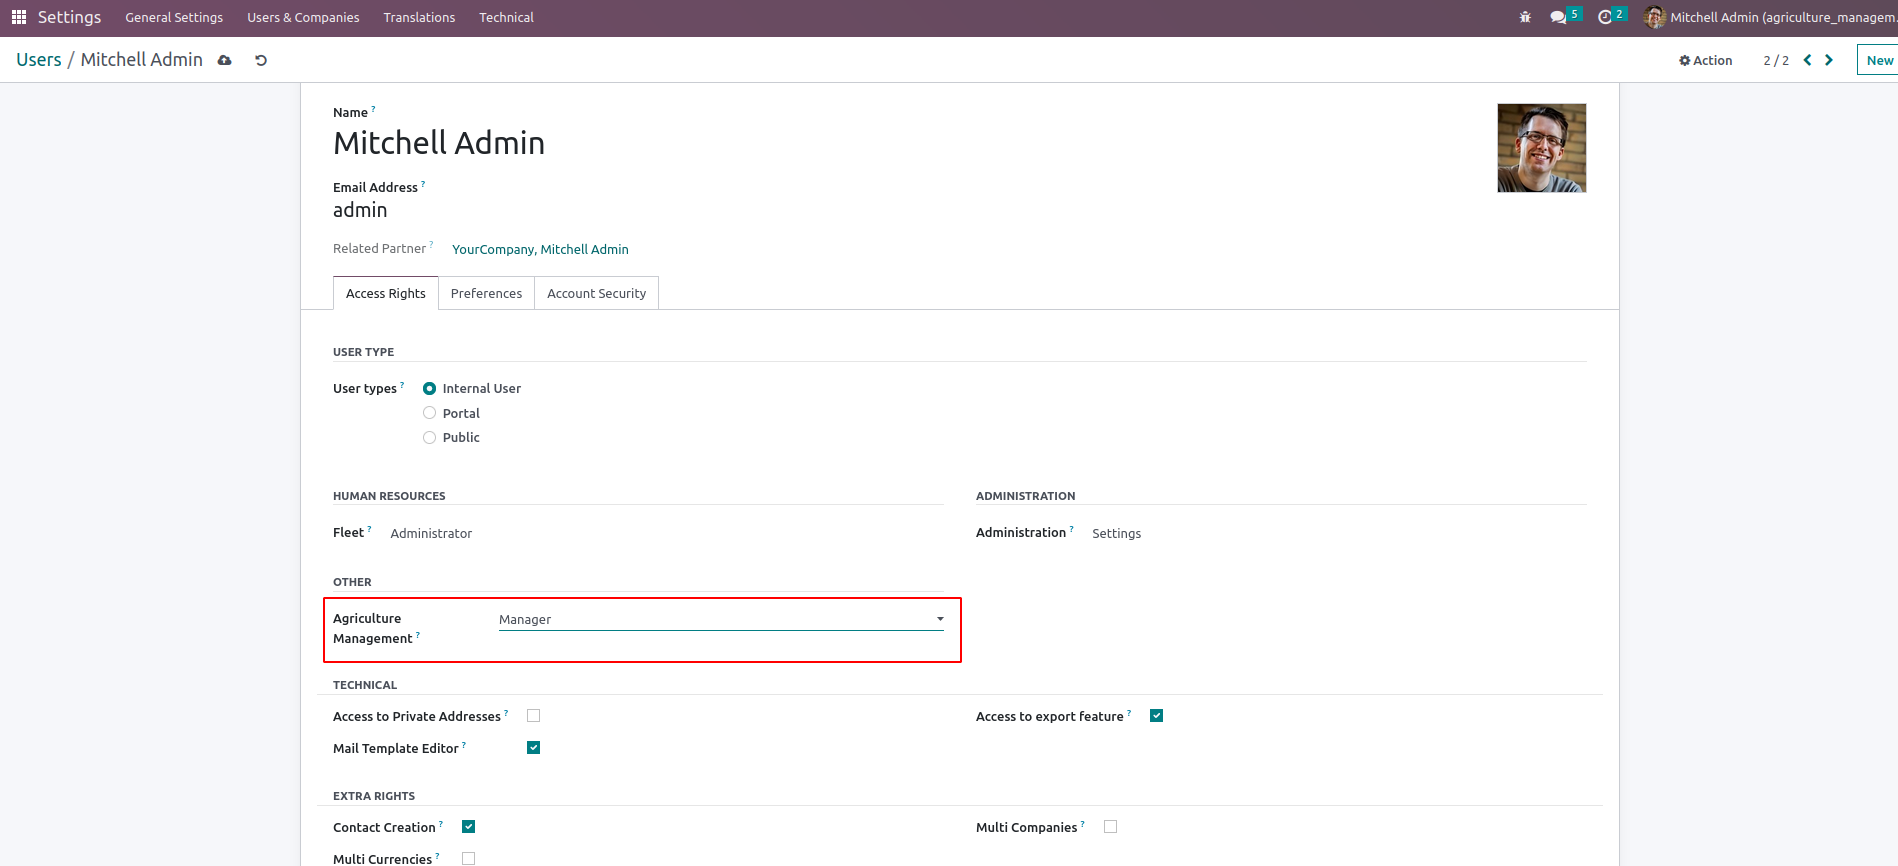 Settings General Settings Users & Companies Translations Technical 5 2 Mitchell Admin (agriculture_managem
Users / Mitchell Admin Action 2 / 2 New
Name ?
Mitchell Admin
Email Address ?
admin
Related Partner ? YourCompany, Mitchell Admin
Access Rights Preferences Account Security
USER TYPE
User types ? Internal User
Portal
Public
HUMAN RESOURCES ADMINISTRATION
Fleet ? Administrator Administration ? Settings
OTHER
Agriculture Manager
Management ?
TECHNICAL
Access to Private Addresses ? Access to export feature ?
Mail Template Editor ?
EXTRA RIGHTS
Contact Creation ? Multi Companies ?
Multi Currencies ?